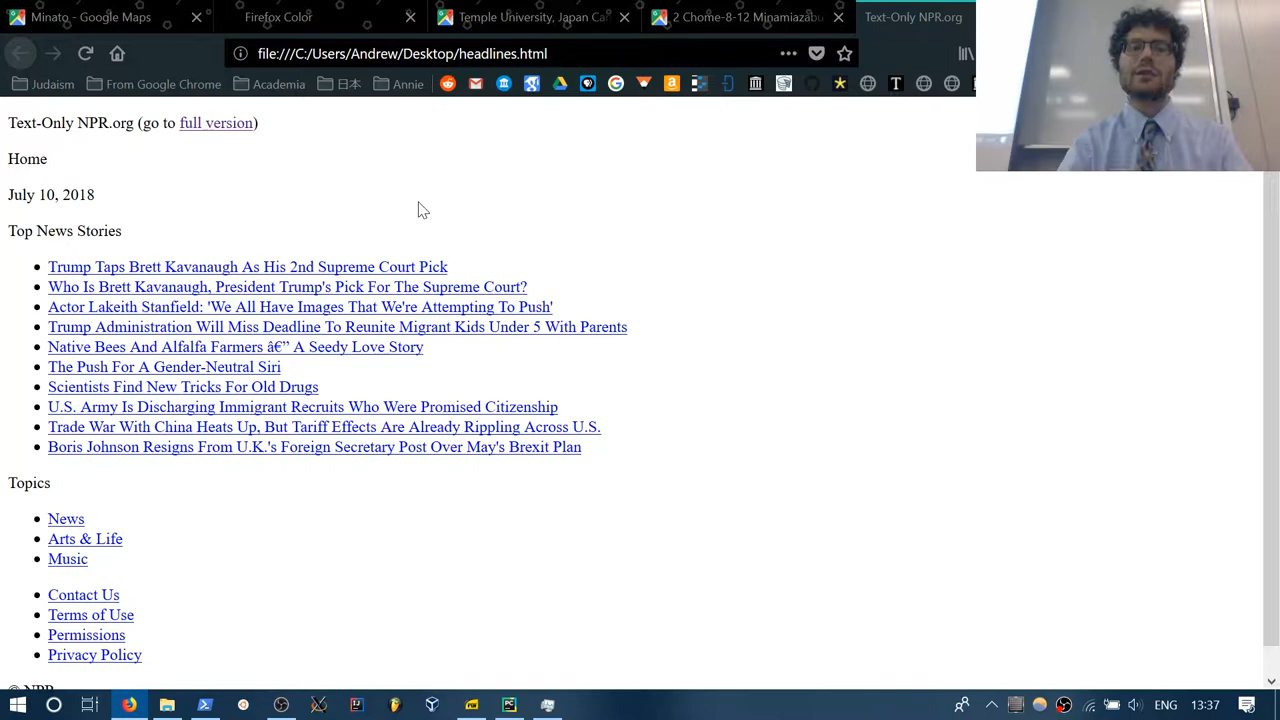 Minato - Google Maps
Firefox Color
Temple University, Japan Ca
2 Chome-8-12 Minamiazabu
Text-Only NPR.org
file:///C:/Users/Andrew/Desktop/headlines.html
Judaism
From Google Chrome
Academia
日本
Annie
Text-Only NPR.org (go to full version)
Home
July 10, 2018
Top News Stories
Trump Taps Brett Kavanaugh As His 2nd Supreme Court Pick
Who Is Brett Kavanaugh, President Trump's Pick For The Supreme Court?
Actor Lakeith Stanfield: 'We All Have Images That We're Attempting To Push'
Trump Administration Will Miss Deadline To Reunite Migrant Kids Under 5 With Parents
Native Bees And Alfalfa Farmers â€” A Seedy Love Story
The Push For A Gender-Neutral Siri
Scientists Find New Tricks For Old Drugs
U.S. Army Is Discharging Immigrant Recruits Who Were Promised Citizenship
Trade War With China Heats Up, But Tariff Effects Are Already Rippling Across U.S.
Boris Johnson Resigns From U.K.'s Foreign Secretary Post Over May's Brexit Plan
Topics
News
Arts & Life
Music
Contact Us
Terms of Use
Permissions
Privacy Policy
© NPR
ENG
13:37